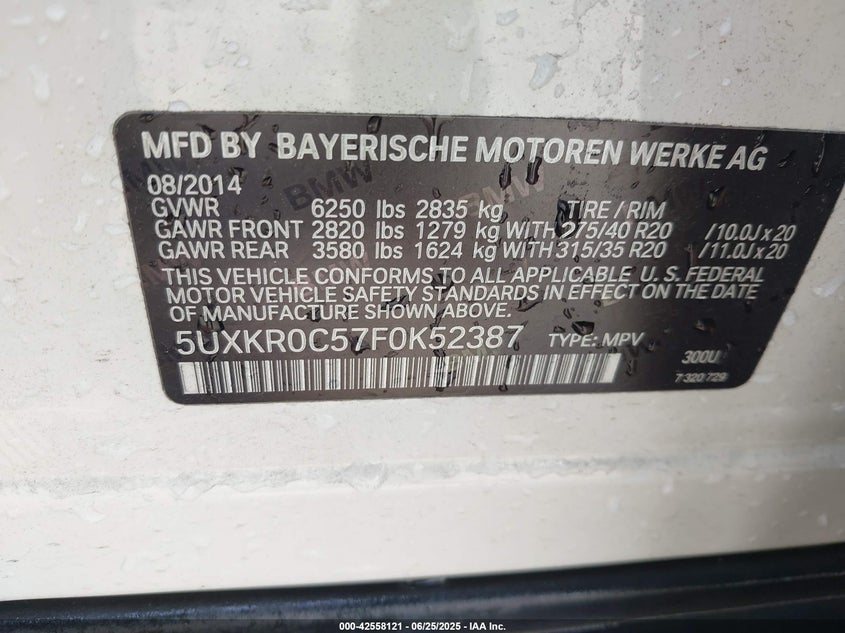 MFD BY BAYERISCHE MOTOREN WERKE AG
08/2014 BMW BMW BMW
GVWR 6250 lbs 2835 kg TIRE / RIM
GAWR FRONT 2820 lbs 1279 kg WITH 275/40 R20 /10.0J x 20
GAWR REAR 3580 lbs 1624 kg WITH 315/35 R20 /11.0J x 20
THIS VEHICLE CONFORMS TO ALL APPLICABLE U.S. FEDERAL
MOTOR VEHICLE SAFETY STANDARDS IN EFFECT ON THE DATE
OF MANUFACTURE SHOWN ABOVE.
5UXKR0C57F0K52387 TYPE: MPV 300U
7 320 729
000-42558121 | 06/25/2025 | IAA Inc.